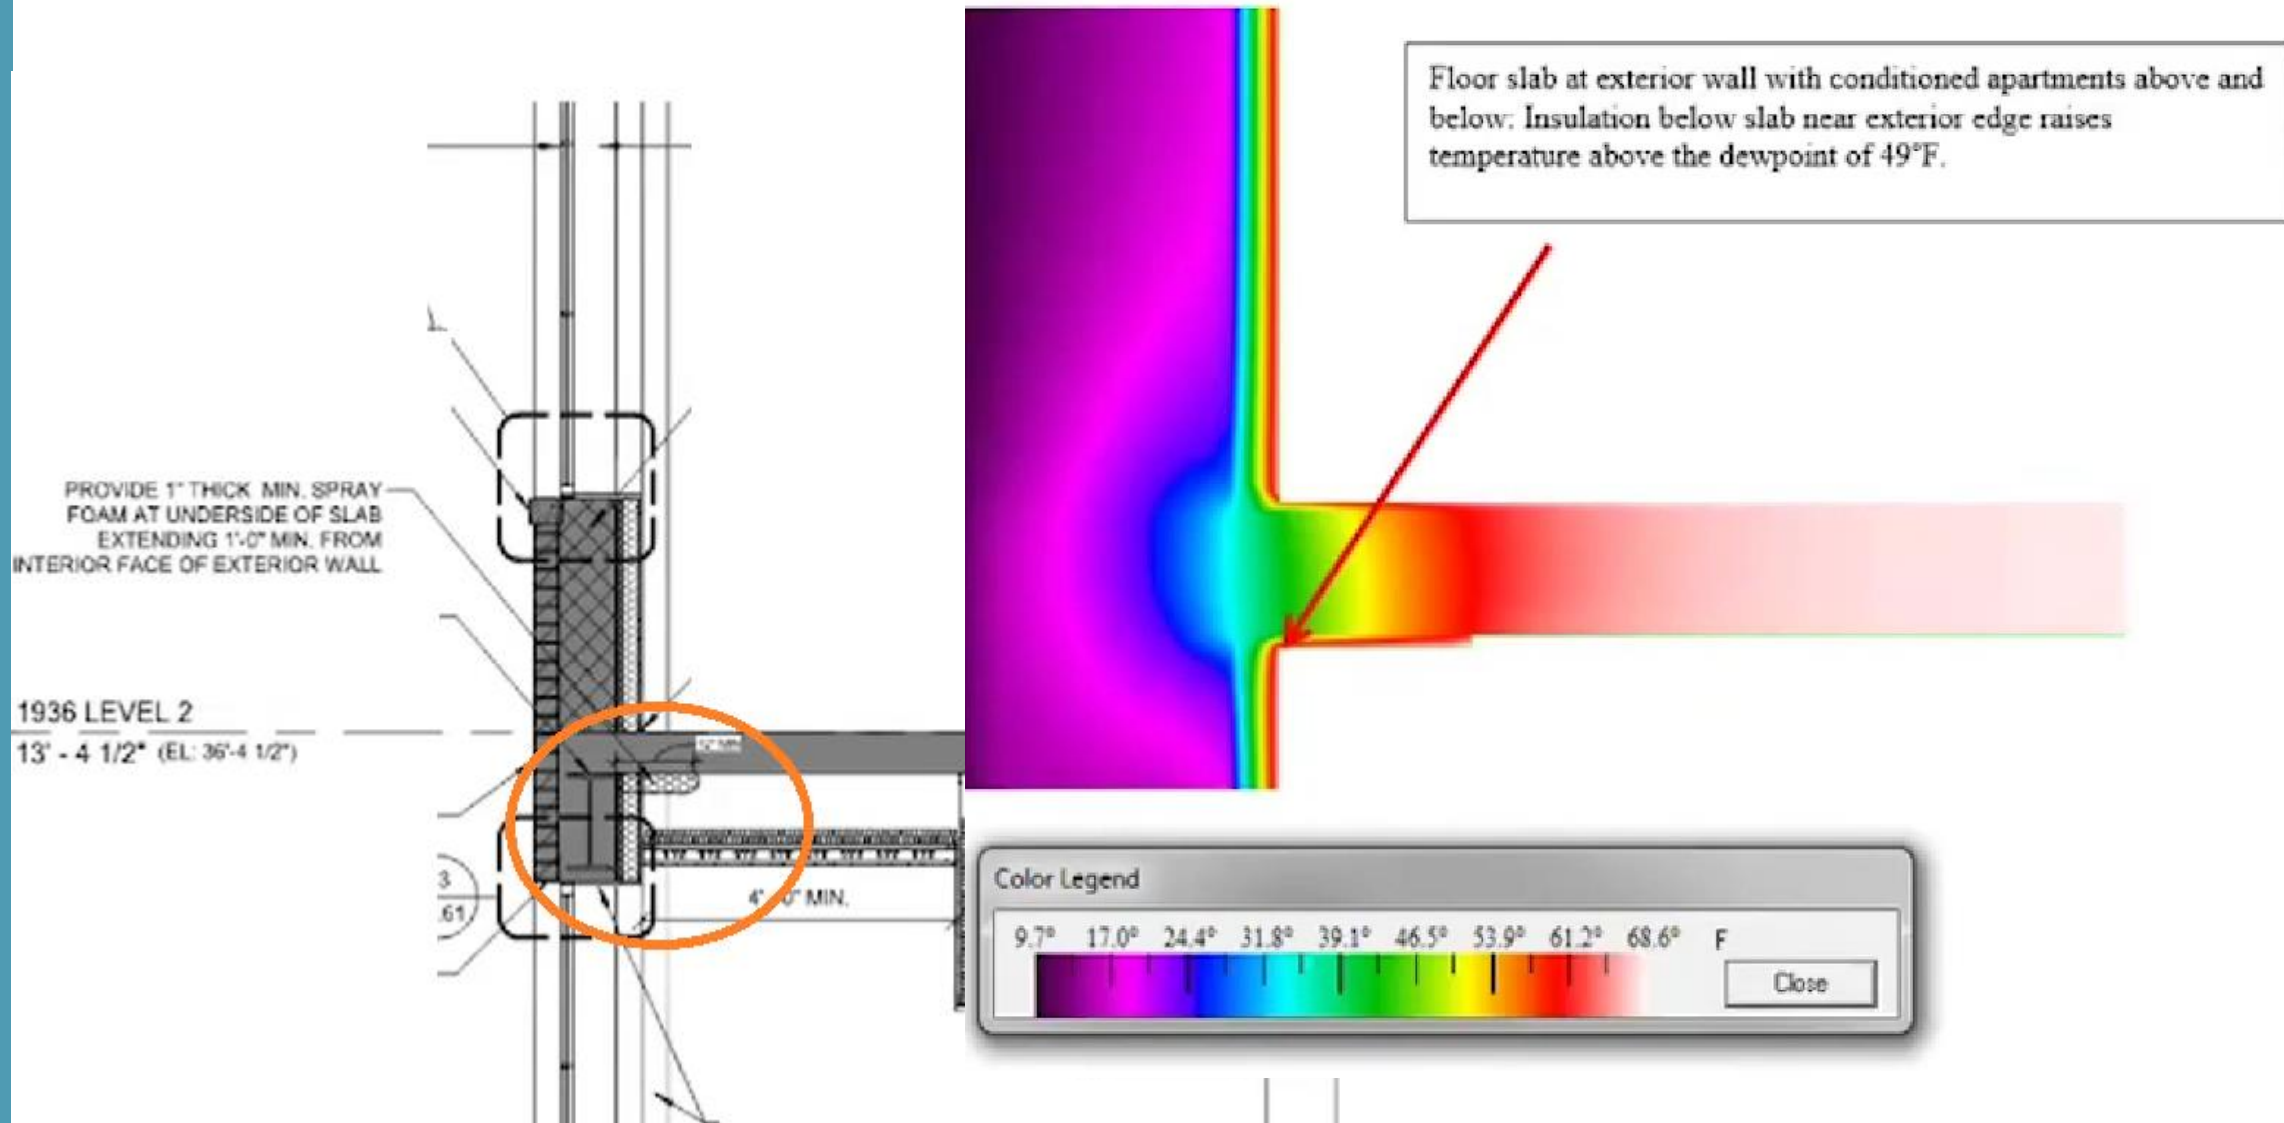 Floor slab at exterior wall with conditioned apartments above and
below: Insulation below slab near exterior edge raises
temperature above the dewpoint of 49°F.
PROVIDE 1" THICK MIN. SPRAY
FOAM AT UNDERSIDE OF SLAB
EXTENDING 1'-0" MIN. FROM
INTERIOR FACE OF EXTERIOR WALL
1936 LEVEL 2
13' - 4 1/2" (EL: 36'-4 1/2")
12" MIN
3
.61
4' - 0" MIN.
Color Legend
9.7° 17.0° 24.4° 31.8° 39.1° 46.5° 53.9° 61.2° 68.6° F
Close